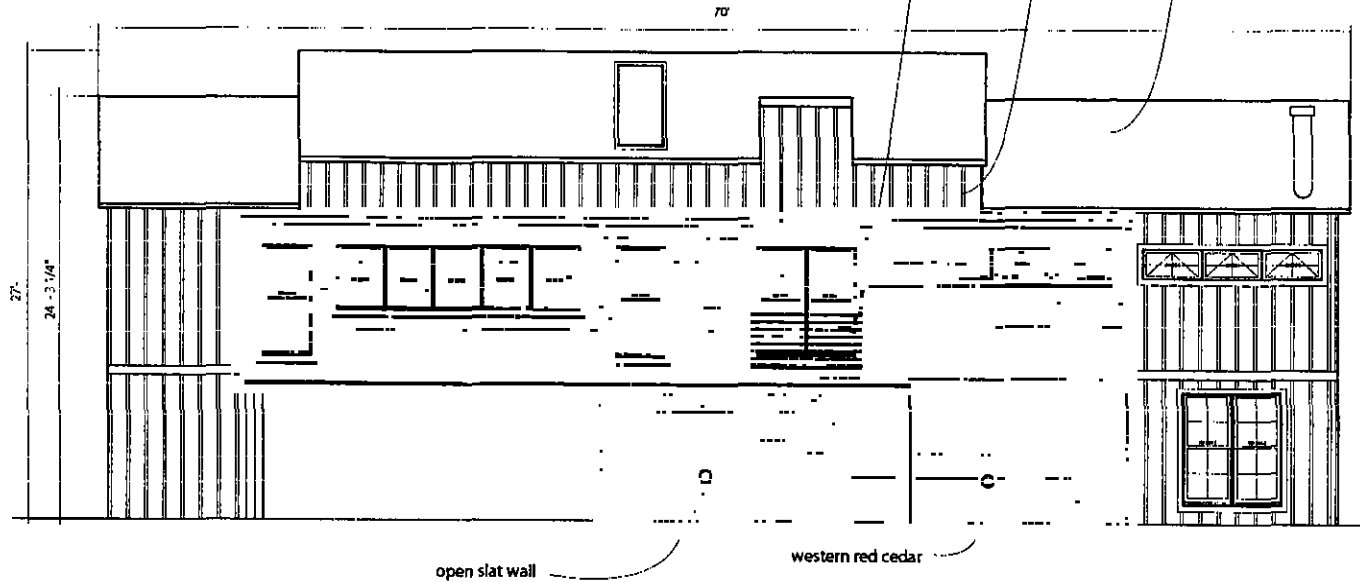 70'
27'-
24'-3 1/4"
open slat wall
western red cedar